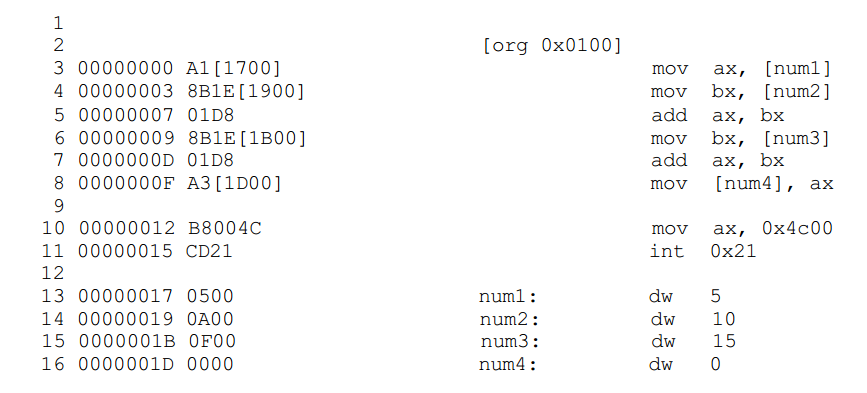 1
2 [org 0x0100]
3 00000000 A1[1700] mov ax, [num1]
4 00000003 8B1E[1900] mov bx, [num2]
5 00000007 01D8 add ax, bx
6 00000009 8B1E[1B00] mov bx, [num3]
7 0000000D 01D8 add ax, bx
8 0000000F A3[1D00] mov [num4], ax
9
10 00000012 B8004C mov ax, 0x4c00
11 00000015 CD21 int 0x21
12
13 00000017 0500 num1: dw 5
14 00000019 0A00 num2: dw 10
15 0000001B 0F00 num3: dw 15
16 0000001D 0000 num4: dw 0